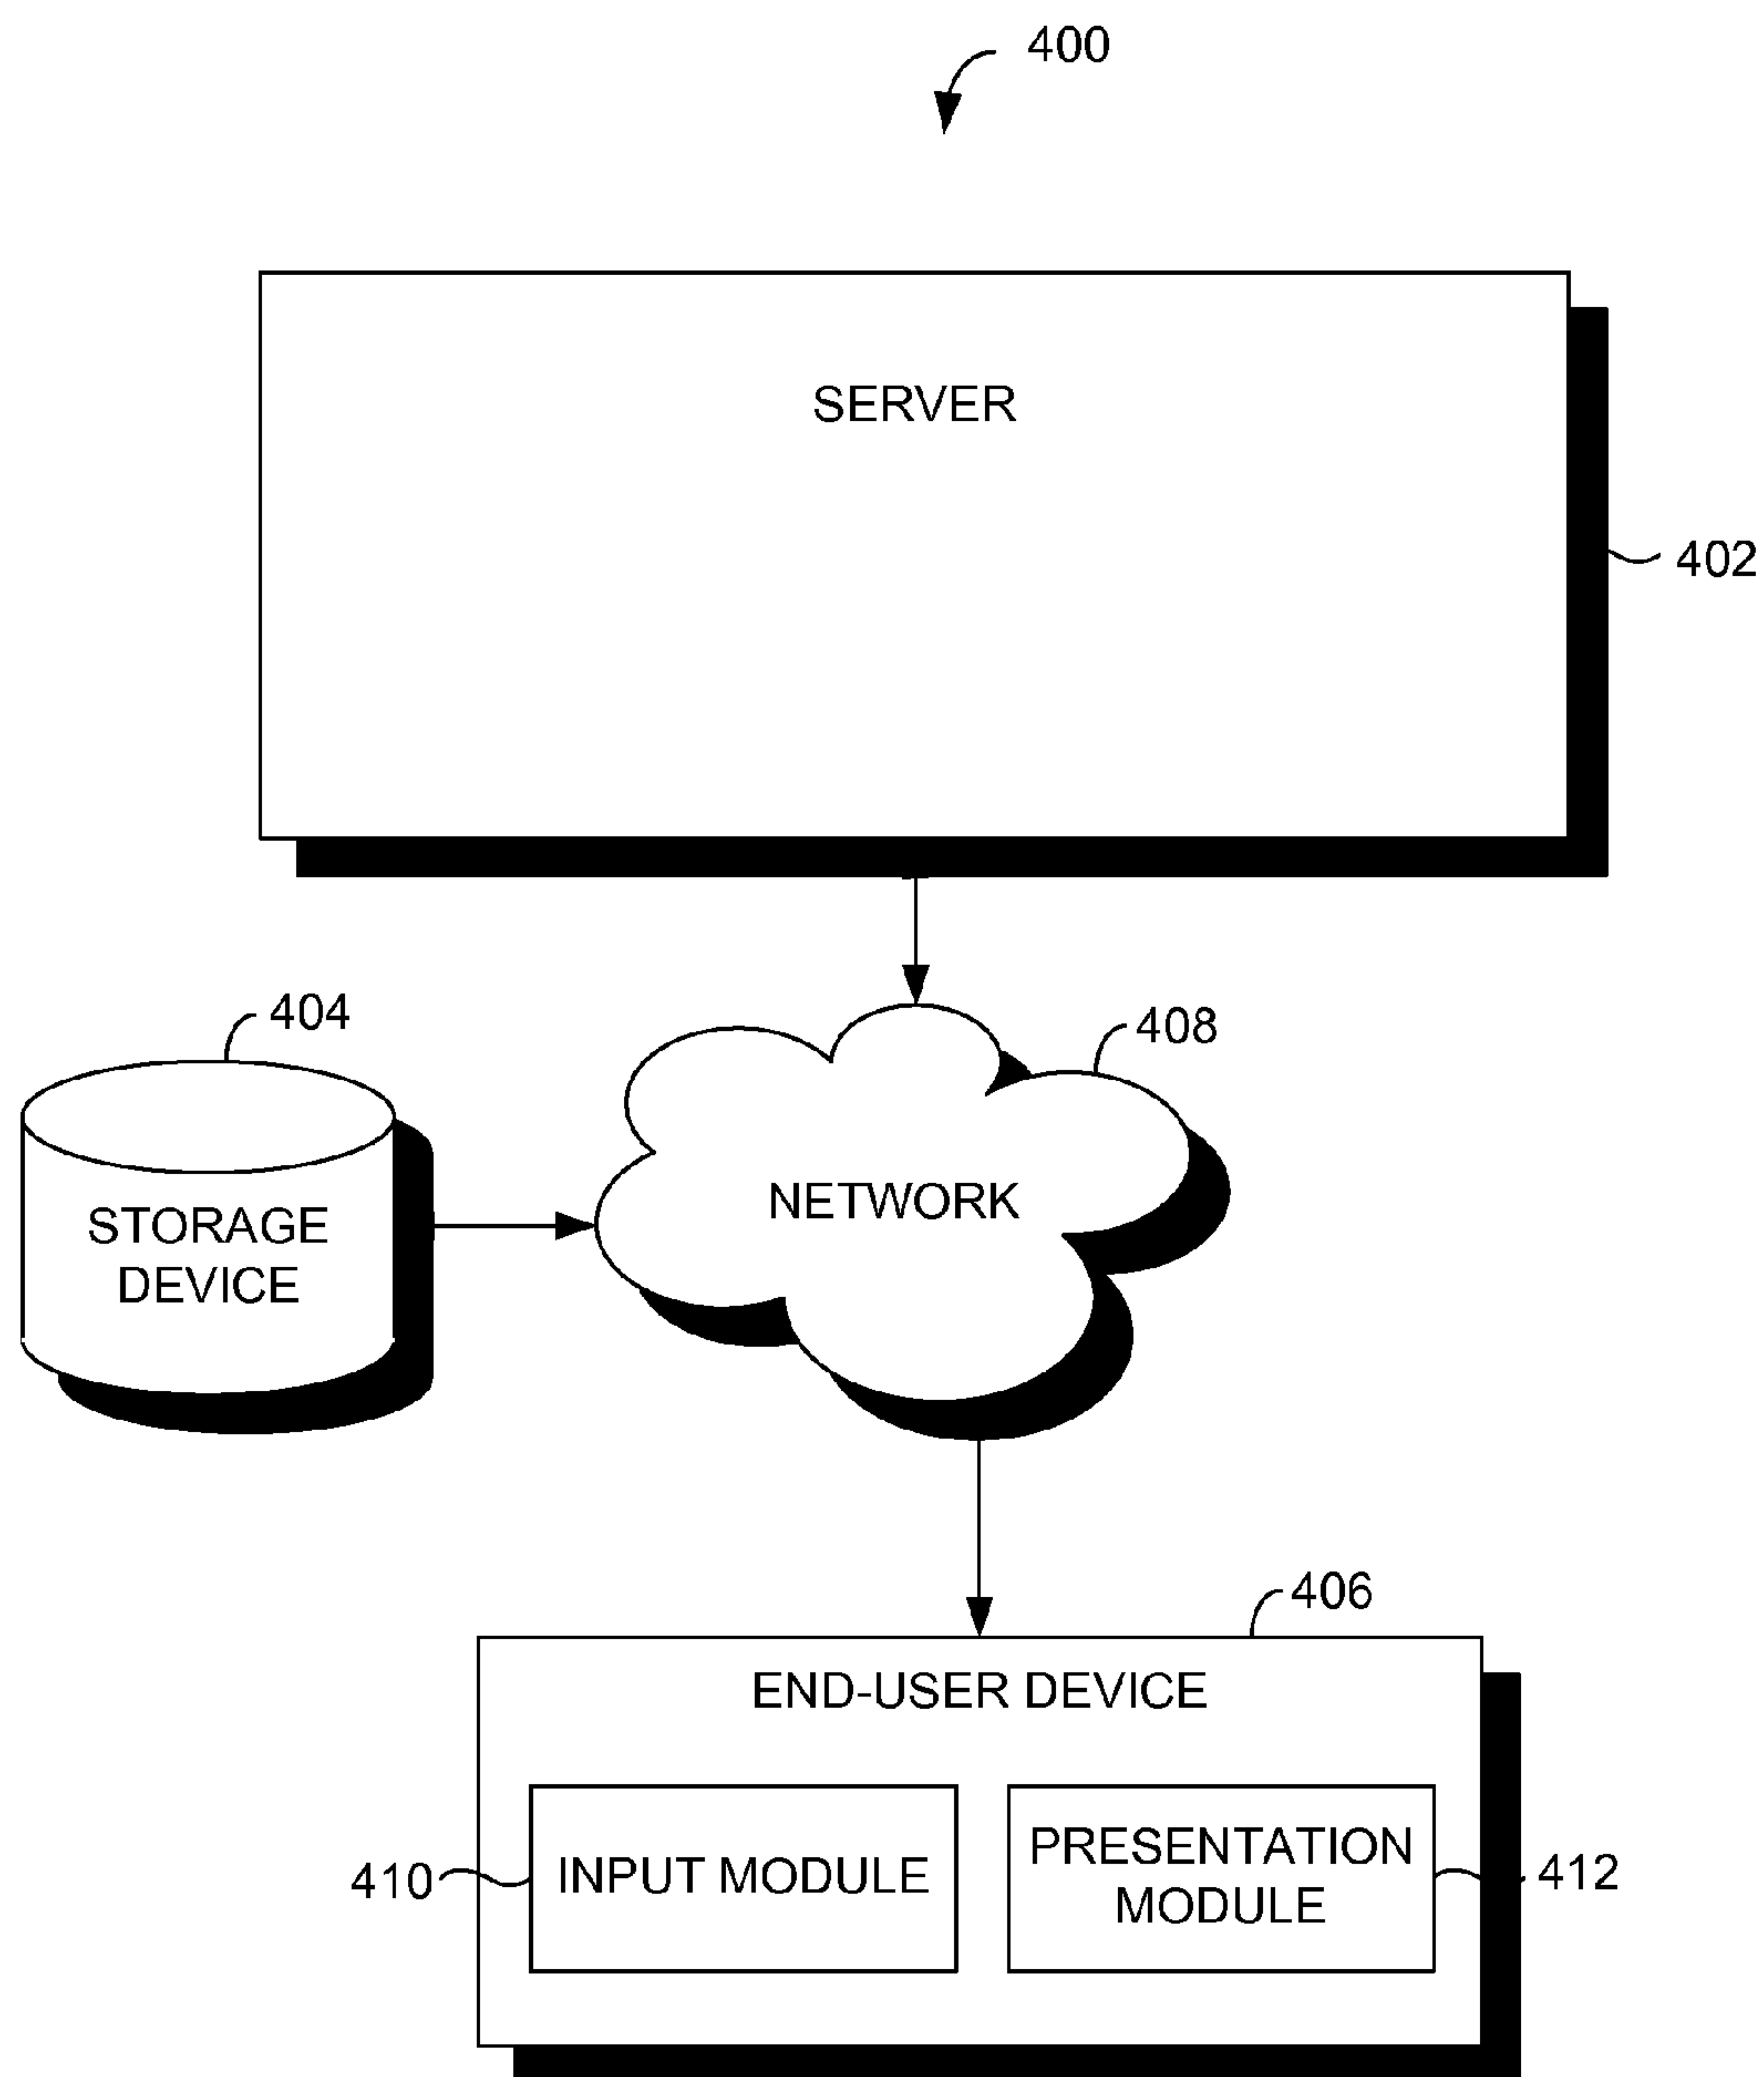 400
SERVER
402
404
408
STORAGE
DEVICE
NETWORK
406
END-USER DEVICE
410
INPUT MODULE
PRESENTATION
MODULE
412